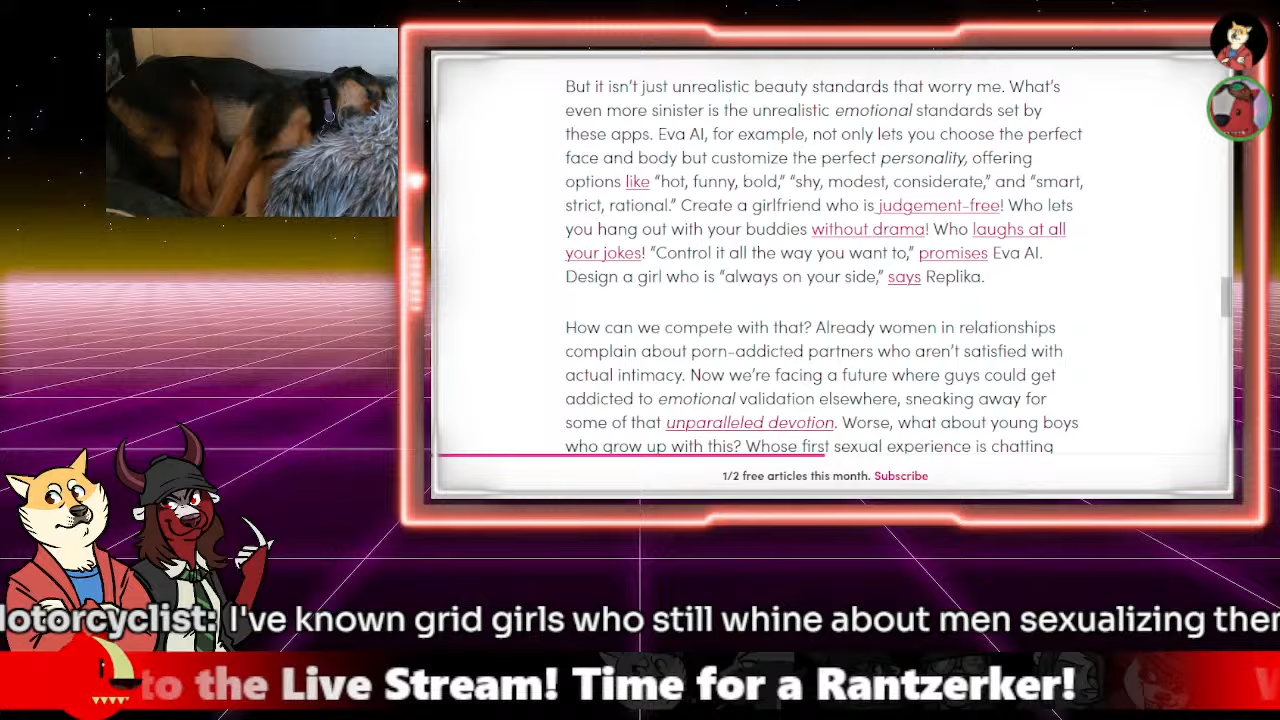 But it isn't just unrealistic beauty standards that worry me. What's
even more sinister is the unrealistic emotional standards set by
these apps. Eva AI, for example, not only lets you choose the perfect
face and body but customize the perfect personality, offering
options like “hot, funny, bold,” “shy, modest, considerate,” and “smart,
strict, rational.” Create a girlfriend who is judgement-free! Who lets
you hang out with your buddies without drama! Who laughs at all
your jokes! “Control it all the way you want to,” promises Eva AI.
Design a girl who is “always on your side,” says Replika.
How can we compete with that? Already women in relationships
complain about porn-addicted partners who aren't satisfied with
actual intimacy. Now we're facing a future where guys could get
addicted to emotional validation elsewhere, sneaking away for
some of that unparalleled devotion. Worse, what about young boys
who grow up with this? Whose first sexual experience is chatting
1/2 free articles this month. Subscribe
lotorcyclist: I've known grid girls who still whine about men sexualizing ther
to the Live Stream! Time for a Rantzerker!